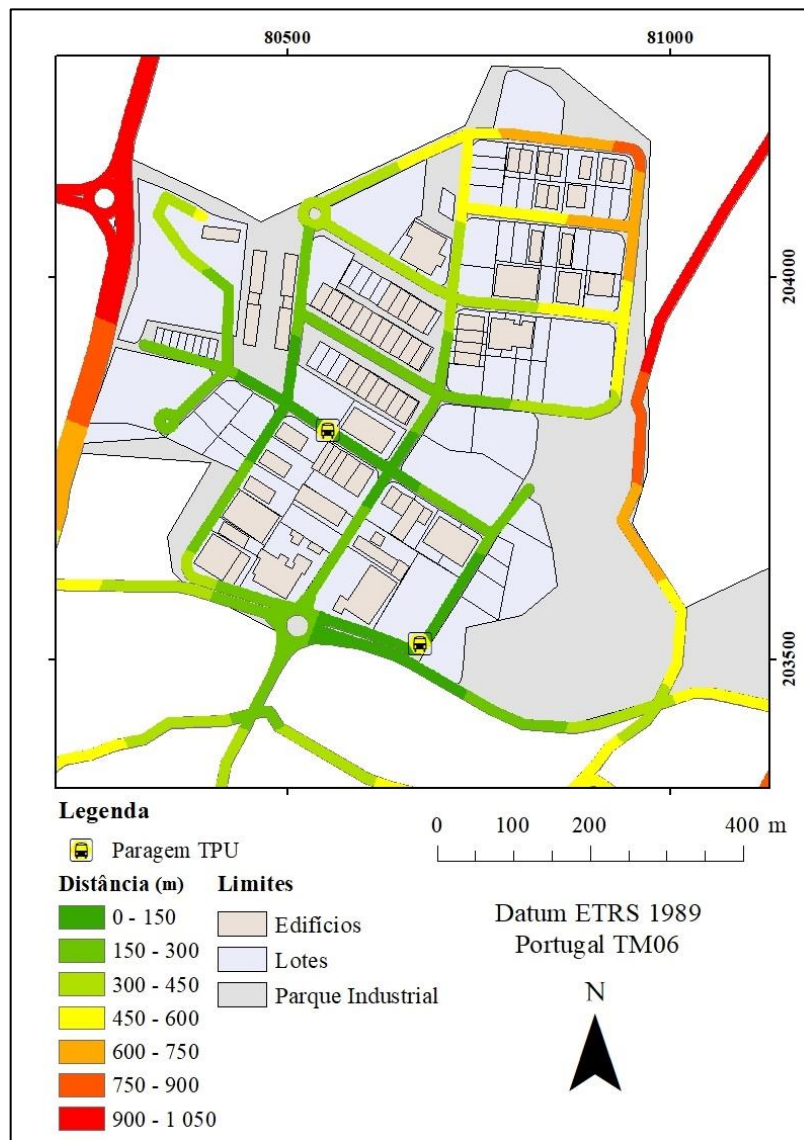 80500
81000
204000
203500
Legenda
Paragem TPU
Distância (m)
0 - 150
150 - 300
300 - 450
450 - 600
600 - 750
750 - 900
900 - 1 050
Limites
Edifícios
Lotes
Parque Industrial
0 100 200 400 m
Datum ETRS 1989
Portugal TM06
N